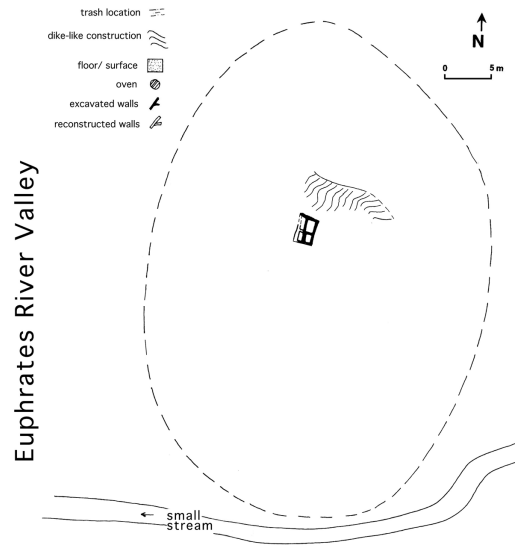 trash location
dike-like construction
floor/ surface
oven
excavated walls
reconstructed walls
N
0 5 m
Euphrates River Valley
small
stream